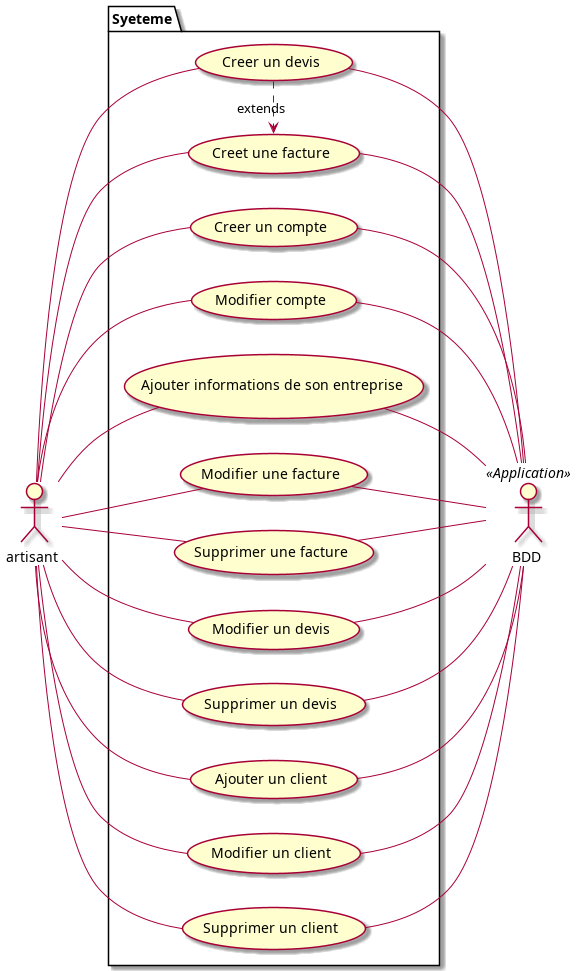 Syeteme
Creer un devis
extends
Creet une facture
Creer un compte
Modifier compte
Ajouter informations de son entreprise
Modifier une facture
«Application»
Supprimer une facture
artisant
BDD
Modifier un devis
Supprimer un devis
Ajouter un client
Modifier un client
Supprimer un client